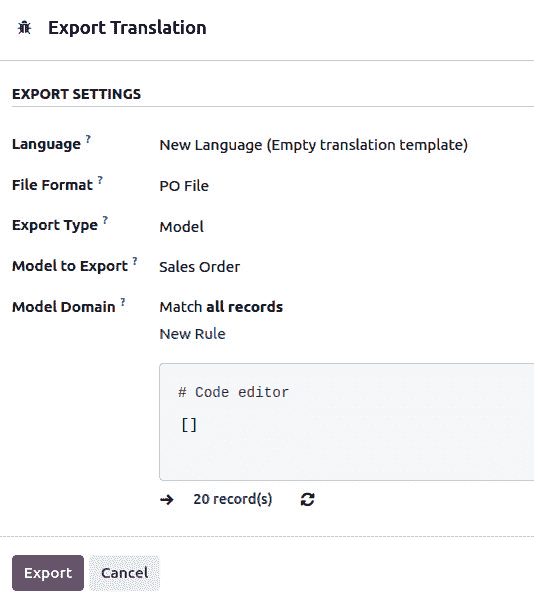 Export Translation
EXPORT SETTINGS
Language ? New Language (Empty translation template)
File Format ? PO File
Export Type ? Model
Model to Export ? Sales Order
Model Domain ? Match all records
New Rule
# Code editor
[]
20 record(s)
Export Cancel